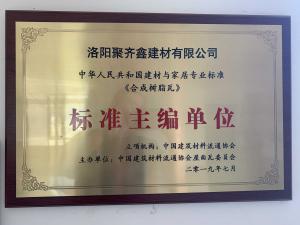 洛阳聚齐鑫建材有限公司
中华人民共和国建材与家居专业标准
《合成树脂瓦》
标准主编单位
立项机构：中国建筑材料流通协会
主办单位：中国建筑材料流通协会屋面瓦委员会
二零一九年七月